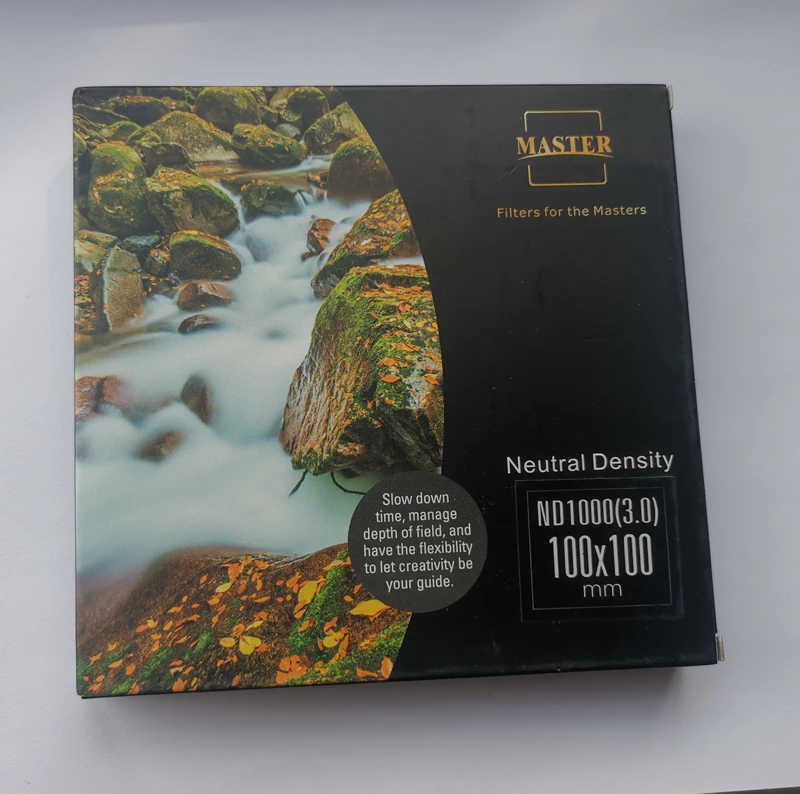 MASTER
Filters for the Masters
Neutral Density
ND1000(3.0)
100x100
mm
Slow down
time, manage
depth of field, and
have the flexibility
to let creativity be
your guide.